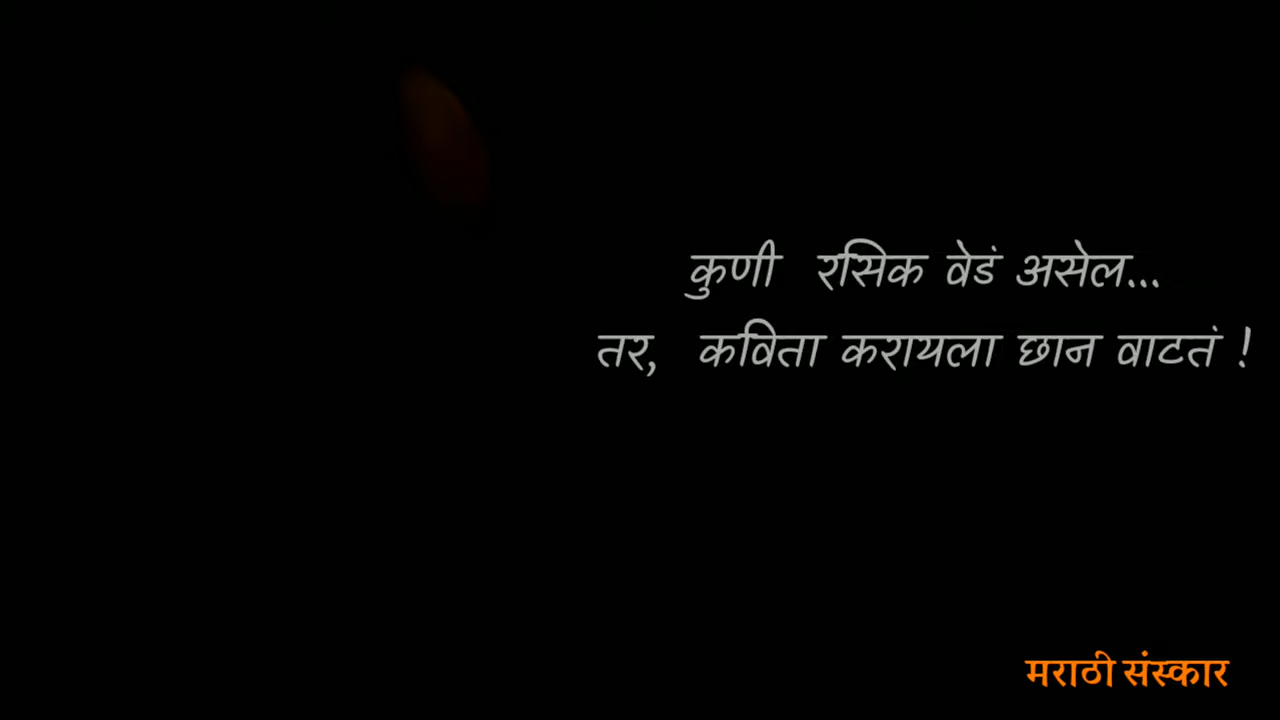 कुणी रसिक वेडं असेल...
तर, कविता करायला छान वाटतं !
मराठी संस्कार